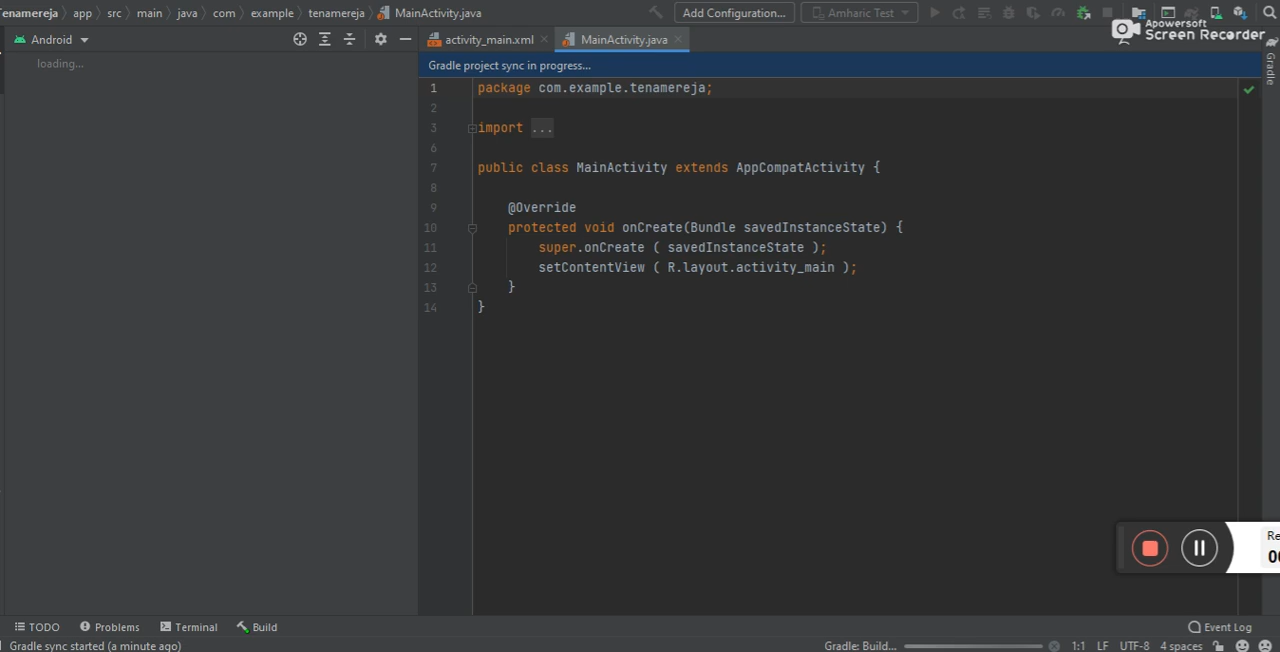 Tenamereja app src main java com example tenamereja MainActivity.java Add Configuration... Amharic Test
Apowersoft
Screen Recorder
Android activity_main.xml MainActivity.java
loading...
Gradle project sync in progress...
Gradle
1 package com.example.tenamereja;
2
3 import ...
6
7 public class MainActivity extends AppCompatActivity {
8
9 @Override
10 protected void onCreate(Bundle savedInstanceState) {
11 super.onCreate ( savedInstanceState );
12 setContentView ( R.layout.activity_main );
13 }
14 }
TODO Problems Terminal Build Event Log
Gradle sync started (a minute ago) Gradle: Build... 1:1 LF UTF-8 4 spaces